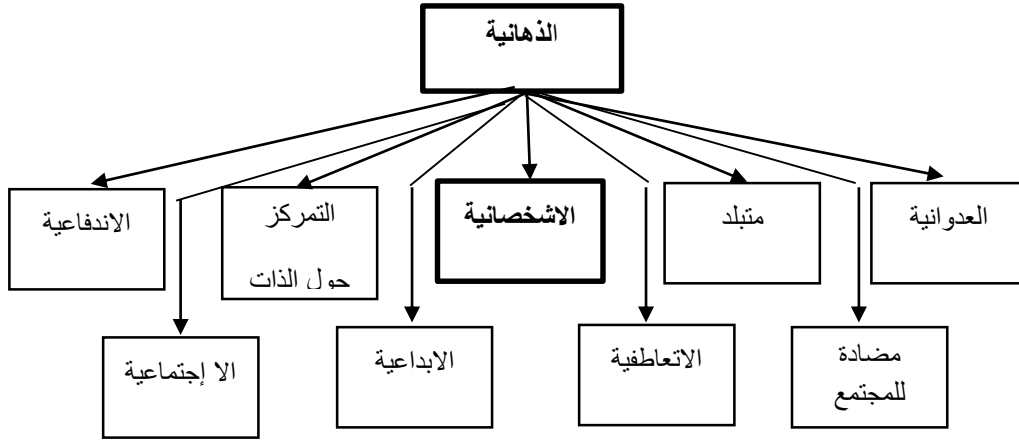 الذهانية
العدوانية
متبلد
الاشخصانية
التمركز
حول الذات
الاندفاعية
مضادة
للمجتمع
الاتعاطفية
الابداعية
الا إجتماعية